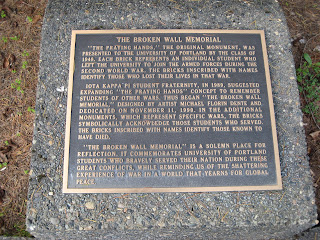 THE BROKEN WALL MEMORIAL
"THE PRAYING HANDS," THE ORIGINAL MONUMENT, WAS
PRESENTED TO THE UNIVERSITY OF PORTLAND BY THE CLASS OF
1948. EACH BRICK REPRESENTS AN INDIVIDUAL STUDENT WHO
LEFT THE UNIVERSITY TO JOIN THE ARMED FORCES DURING THE
SECOND WORLD WAR. THE BRICKS INSCRIBED WITH NAMES
IDENTIFY THOSE WHO LOST THEIR LIVES IN THAT WAR.
IOTA KAPPA PI STUDENT FRATERNITY, IN 1989, SUGGESTED
EXPANDING "THE PRAYING HANDS" CONCEPT TO REMEMBER
STUDENTS OF OTHER WARS. THUS BEGAN "THE BROKEN WALL
MEMORIAL," DESIGNED BY ARTIST MICHAEL FLORIN DENTE AND
DEDICATED ON NOVEMBER 11, 1990. IN THE ADDITIONAL
MONUMENTS, WHICH REPRESENT SPECIFIC WARS, THE BRICKS
SYMBOLICALLY ACKNOWLEDGE THOSE STUDENTS WHO SERVED.
THE BRICKS INSCRIBED WITH NAMES IDENTIFY THOSE KNOWN TO
HAVE DIED.
"THE BROKEN WALL MEMORIAL" IS A SOLEMN PLACE FOR
REFLECTION. IT COMMEMORATES UNIVERSITY OF PORTLAND
STUDENTS WHO BRAVELY SERVED THEIR NATION DURING THESE
GREAT CONFLICTS, WHILE REMINDING US OF THE SHATTERING
EXPERIENCE OF WAR IN A WORLD THAT YEARNS FOR GLOBAL
PEACE.